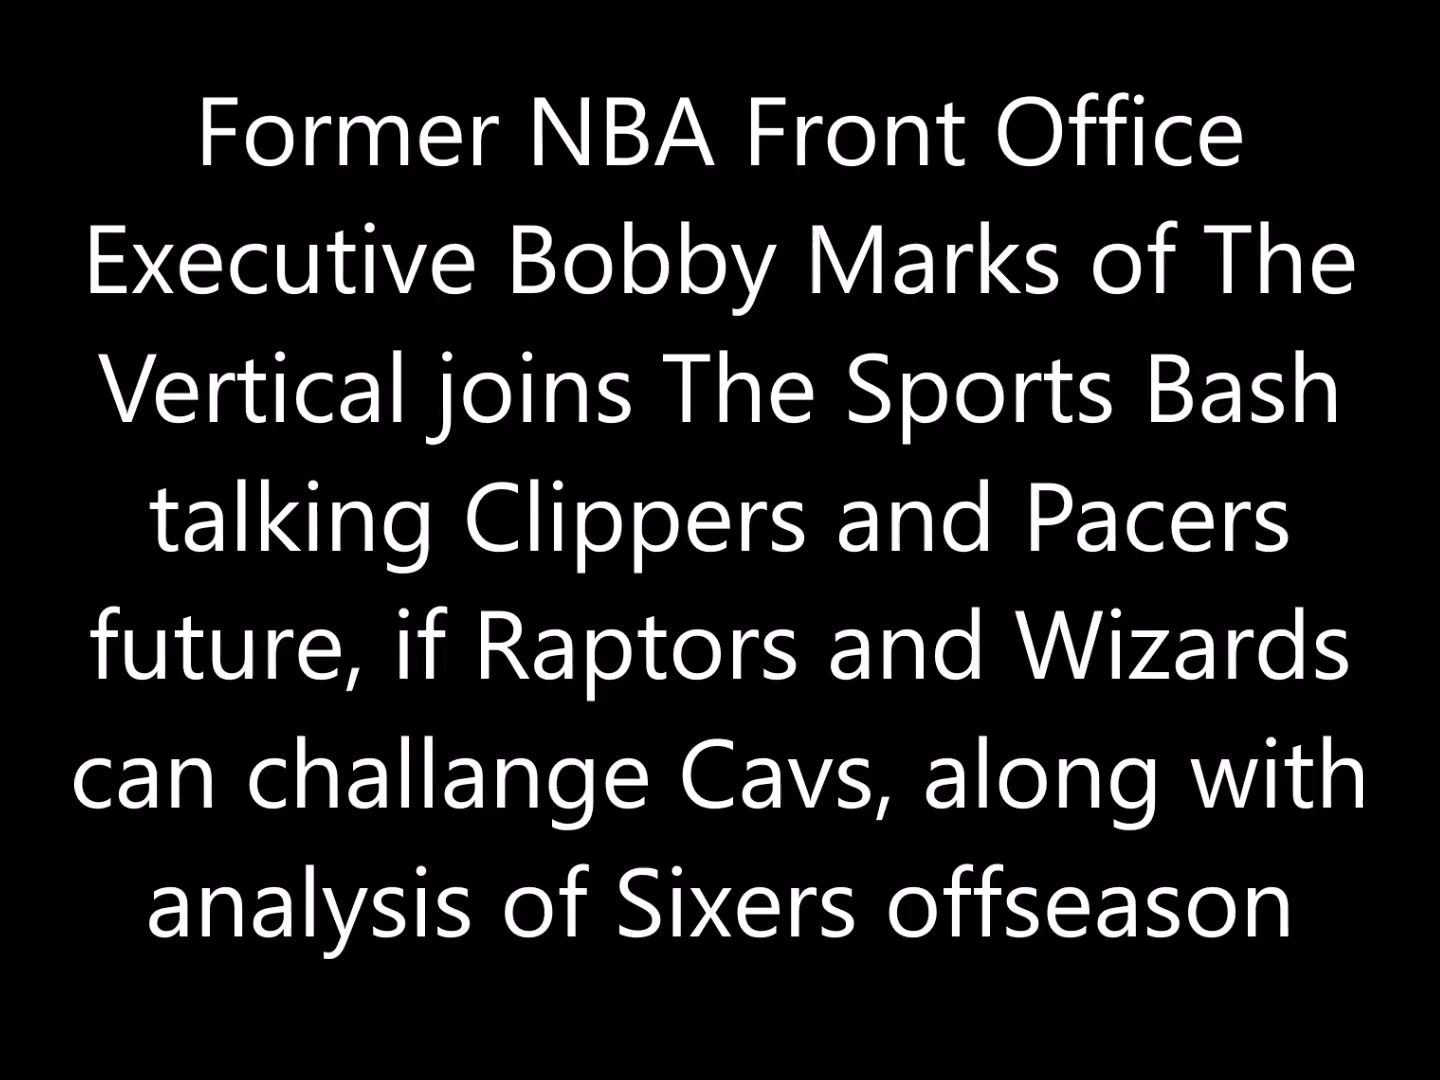 Former NBA Front Office
Executive Bobby Marks of The
Vertical joins The Sports Bash
talking Clippers and Pacers
future, if Raptors and Wizards
can challange Cavs, along with
analysis of Sixers offseason